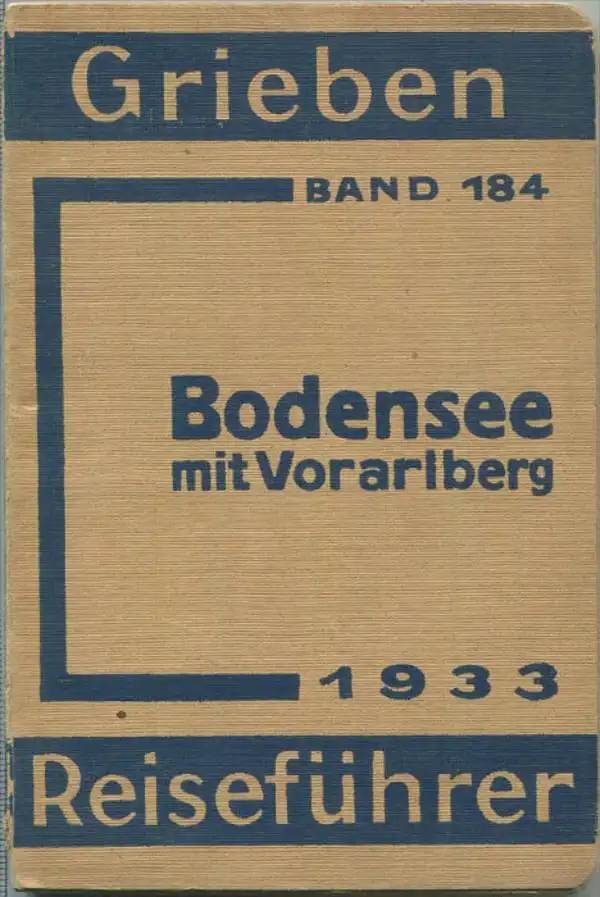 Grieben
BAND 184
Bodensee
mit Vorarlberg
1933
Reiseführer